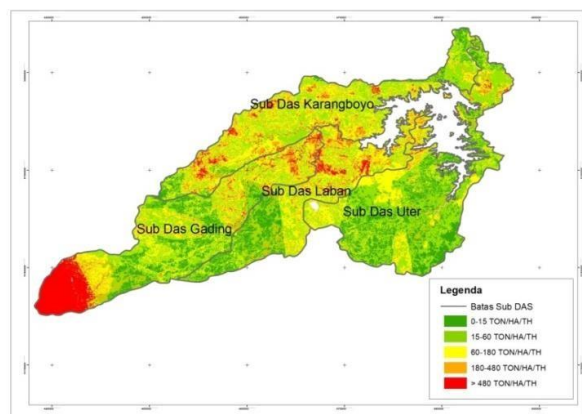 Sub Das Karangboyo
Sub Das Laban
Sub Das Uter
Sub Das Gading
Legenda
Batas Sub DAS
0-15 TON/HA/TH
15-60 TON/HA/TH
60-180 TON/HA/TH
180-480 TON/HA/TH
> 480 TON/HA/TH